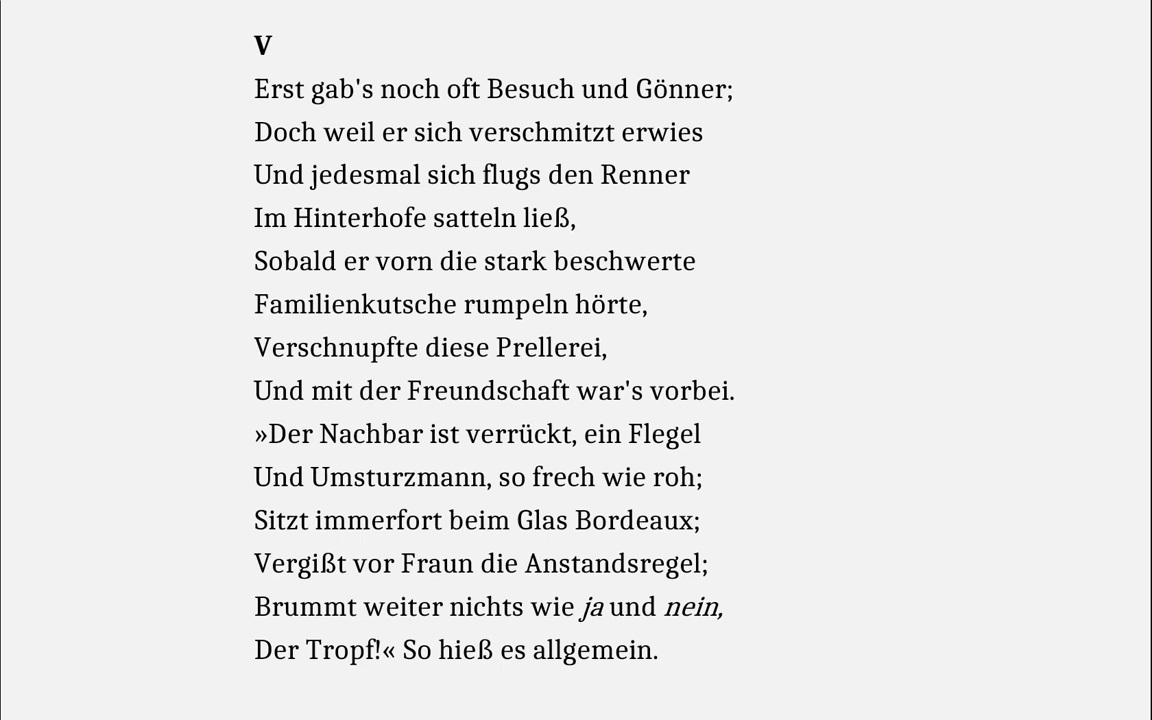 V
Erst gab's noch oft Besuch und Gönner;
Doch weil er sich verschmitzt erwies
Und jedesmal sich flugs den Renner
Im Hinterhofe satteln ließ,
Sobald er vorn die stark beschwerte
Familienkutsche rumpeln hörte,
Verschnupfte diese Prellerei,
Und mit der Freundschaft war's vorbei.
»Der Nachbar ist verrückt, ein Flegel
Und Umsturzmann, so frech wie roh;
Sitzt immerfort beim Glas Bordeaux;
Vergißt vor Fraun die Anstandsregel;
Brummt weiter nichts wie ja und nein,
Der Tropf!« So hieß es allgemein.